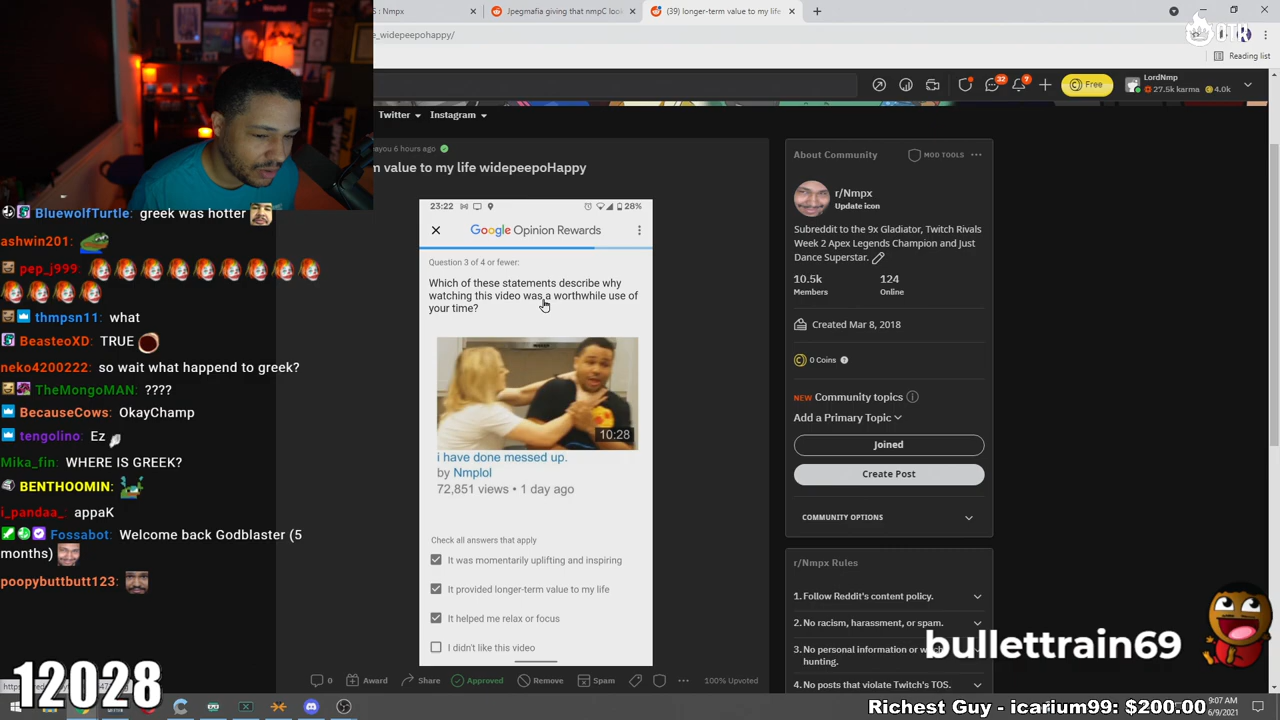 : Nmpx
Japayea giving that nmpC look
(39) longer-term value to my life
e_widepeepohappy/
Reading list
32
7
Free
LordNmp
27.5k karma
4.0k
Twitter
Instagram
ayou 6 hours ago
m value to my life widepeepoHappy
23:22
28%
Google Opinion Rewards
Question 3 of 4 or fewer:
Which of these statements describe why
watching this video was a worthwhile use of
your time?
10:28
i have done messed up.
by Nmplol
72,851 views • 1 day ago
Check all answers that apply
It was momentarily uplifting and inspiring
It provided longer-term value to my life
It helped me relax or focus
I didn't like this video
0
Award
Share
Approved
Remove
Spam
100% Upvoted
About Community
MOD TOOLS
r/Nmpx
Update icon
Subreddit to the 9x Gladiator, Twitch Rivals
Week 2 Apex Legends Champion and Just
Dance Superstar.
10.5k
124
Members
Online
Created Mar 8, 2018
0 Coins
NEW Community topics
Add a Primary Topic
Joined
Create Post
COMMUNITY OPTIONS
r/Nmpx Rules
1. Follow Reddit's content policy.
2. No racism, harassment, or spam.
3. No personal information or
hunting.
4. No posts that violate Twitch's TOS.
BluewolfTurtle: greek was hotter
ashwin201:
pep_j999:
thmpsn11: what
BeasteoXD: TRUE
neko4200222: so wait what happend to greek?
TheMongoMAN: ????
BecauseCows: OkayChamp
tengolino: Ez
Mika_fin: WHERE IS GREEK?
BENTHOOMIN:
i_pandaa_: appaK
Fossabot: Welcome back Godblaster (5
months)
poopybuttbutt123:
12028
bullettrain69
Richest Guy - icarium99: $200.00
9:07 AM
6/9/2021